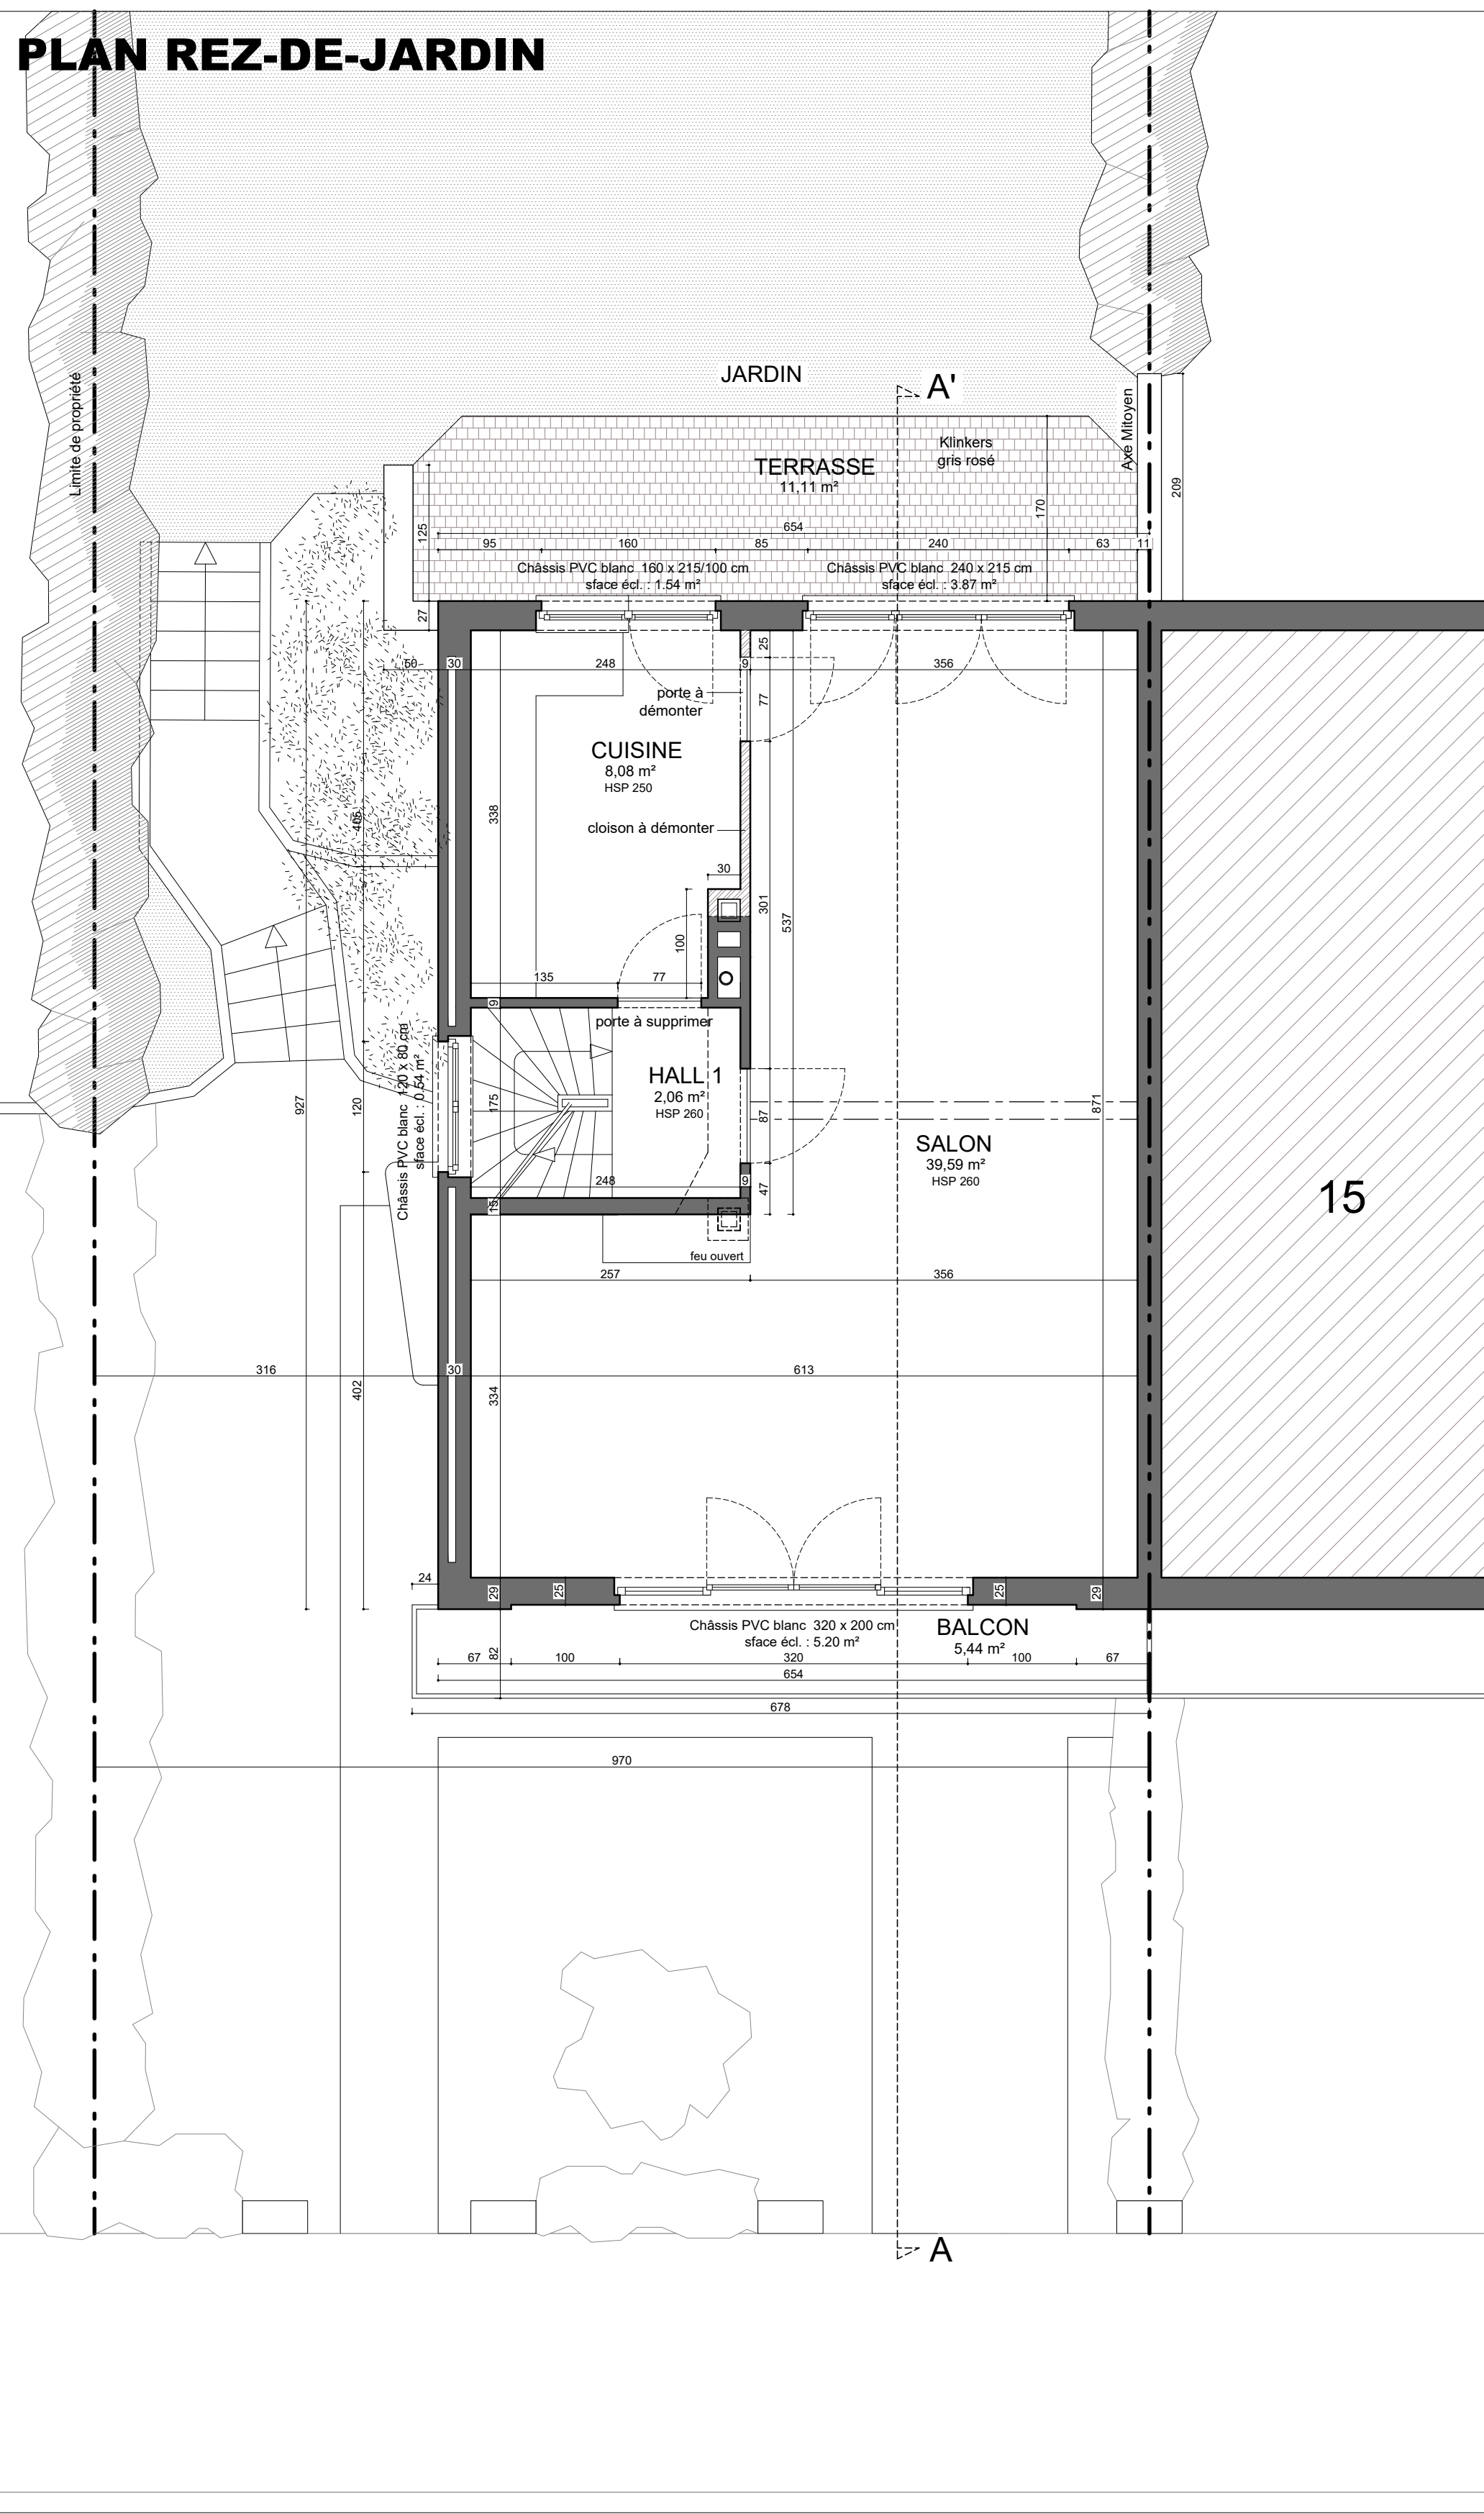 PLAN REZ-DE-JARDIN
JARDIN
A'
Limite de propriété
Axe Mitoyen
Klinkers
gris rosé
TERRASSE
11,11 m²
209
170
125
654
95
160
85
240
63
11
Châssis PVC blanc 160 x 215/100 cm
sface écl. : 1.54 m²
Châssis PVC blanc 240 x 215 cm
sface écl. : 3.87 m²
27
25
50
30
248
9
356
porte à
démonter
77
CUISINE
8,08 m²
HSP 250
338
405
cloison à démonter
30
301
537
100
135
77
9
porte à supprimer
HALL 1
2,06 m²
HSP 260
Châssis PVC blanc 120 x 80 cm
sface écl. : 0.54 m²
927
120
175
87
871
SALON
39,59 m²
HSP 260
15
248
9
47
15
feu ouvert
257
356
316
30
613
402
334
24
29
25
25
29
Châssis PVC blanc 320 x 200 cm
sface écl. : 5.20 m²
BALCON
5,44 m²
82
67
100
320
100
67
654
678
970
A